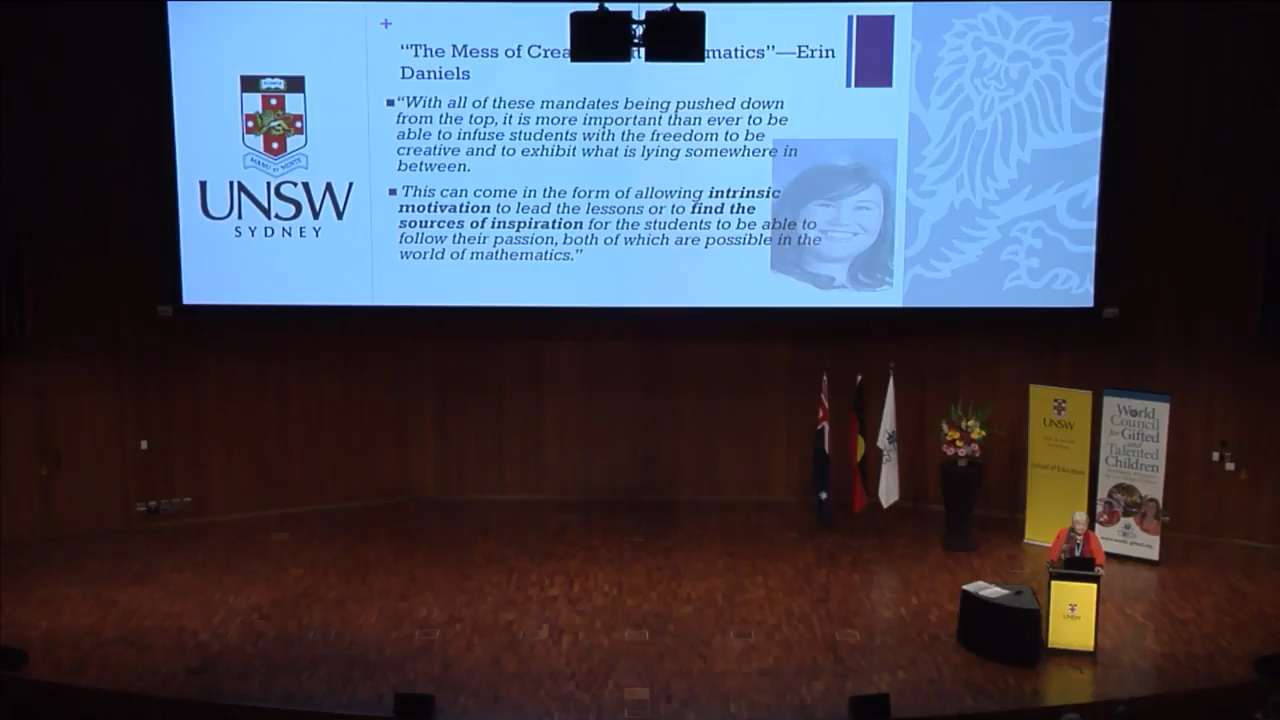 +
“The Mess of Crea matics”—Erin
Daniels
“With all of these mandates being pushed down
from the top, it is more important than ever to be
able to infuse students with the freedom to be
creative and to exhibit what is lying somewhere in
between.
This can come in the form of allowing intrinsic
motivation to lead the lessons or to find the
sources of inspiration for the students to be able to
follow their passion, both of which are possible in the
world of mathematics.”
UNSW
SYDNEY
UNSW
School of Education
World
Council
for Gifted
and
Talented
Children
UNSW